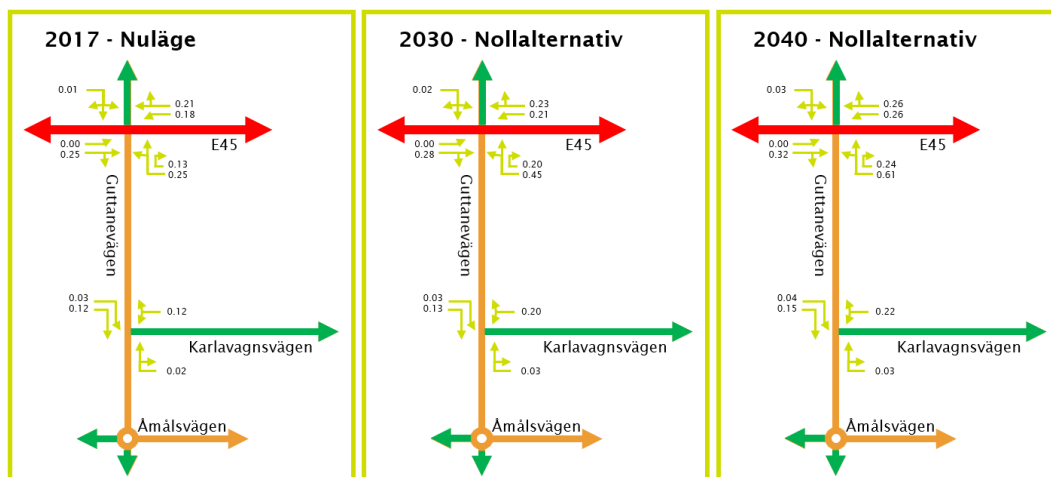 2017 - Nuläge
0.01
0.21
0.18
E45
0.00
0.25
0.13
0.25
Guttanevägen
0.03
0.12
0.12
Karlavagnsvägen
0.02
Åmålsvägen
2030 - Nollalternativ
0.02
0.23
0.21
E45
0.00
0.28
0.20
0.45
Guttanevägen
0.03
0.13
0.20
Karlavagnsvägen
0.03
Åmålsvägen
2040 - Nollalternativ
0.03
0.26
0.26
E45
0.00
0.32
0.24
0.61
Guttanevägen
0.04
0.15
0.22
Karlavagnsvägen
0.03
Åmålsvägen